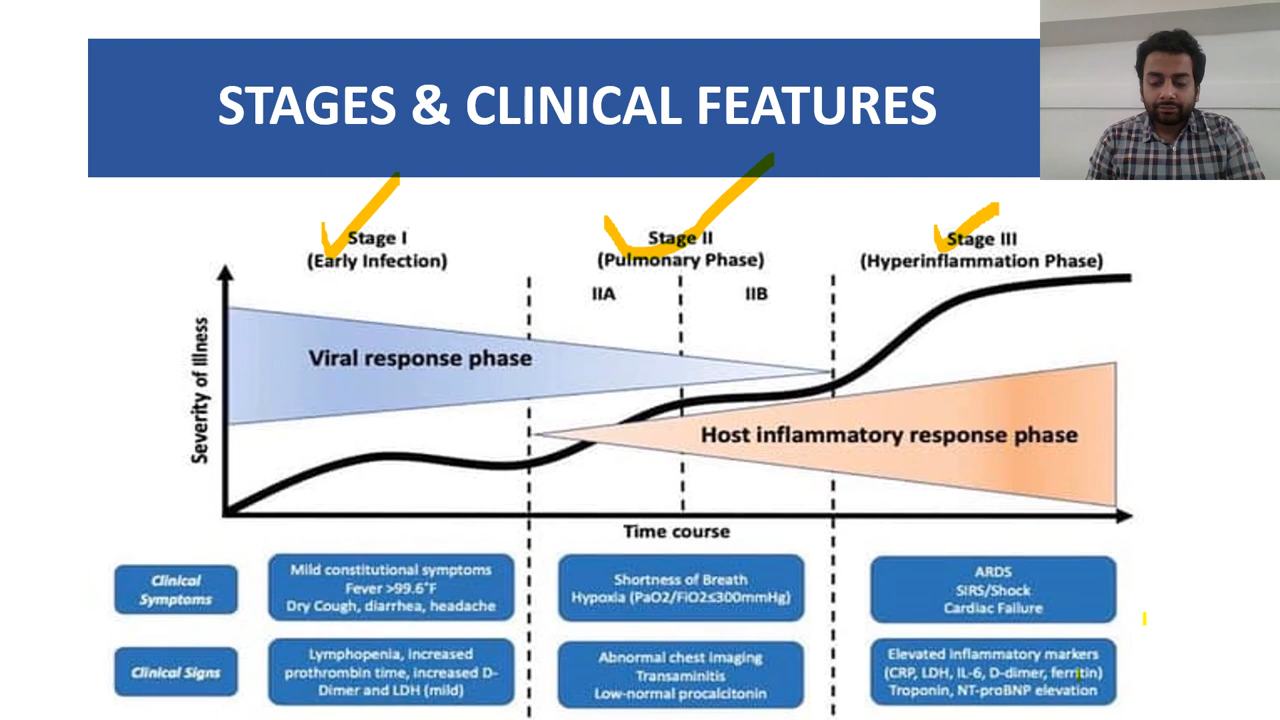 STAGES & CLINICAL FEATURES
Stage I
(Early Infection)
Stage II
(Pulmonary Phase)
Stage III
(Hyperinflammation Phase)
IIA
IIB
Severity of Illness
Viral response phase
Host inflammatory response phase
Time course
Clinical
Symptoms
Mild constitutional symptoms
Fever >99.6°F
Dry Cough, diarrhea, headache
Shortness of Breath
Hypoxia (PaO2/FiO2≤300mmHg)
ARDS
SIRS/Shock
Cardiac Failure
Clinical Signs
Lymphopenia, increased
prothrombin time, increased D-
Dimer and LDH (mild)
Abnormal chest imaging
Transaminitis
Low-normal procalcitonin
Elevated inflammatory markers
(CRP, LDH, IL-6, D-dimer, ferritin)
Troponin, NT-proBNP elevation